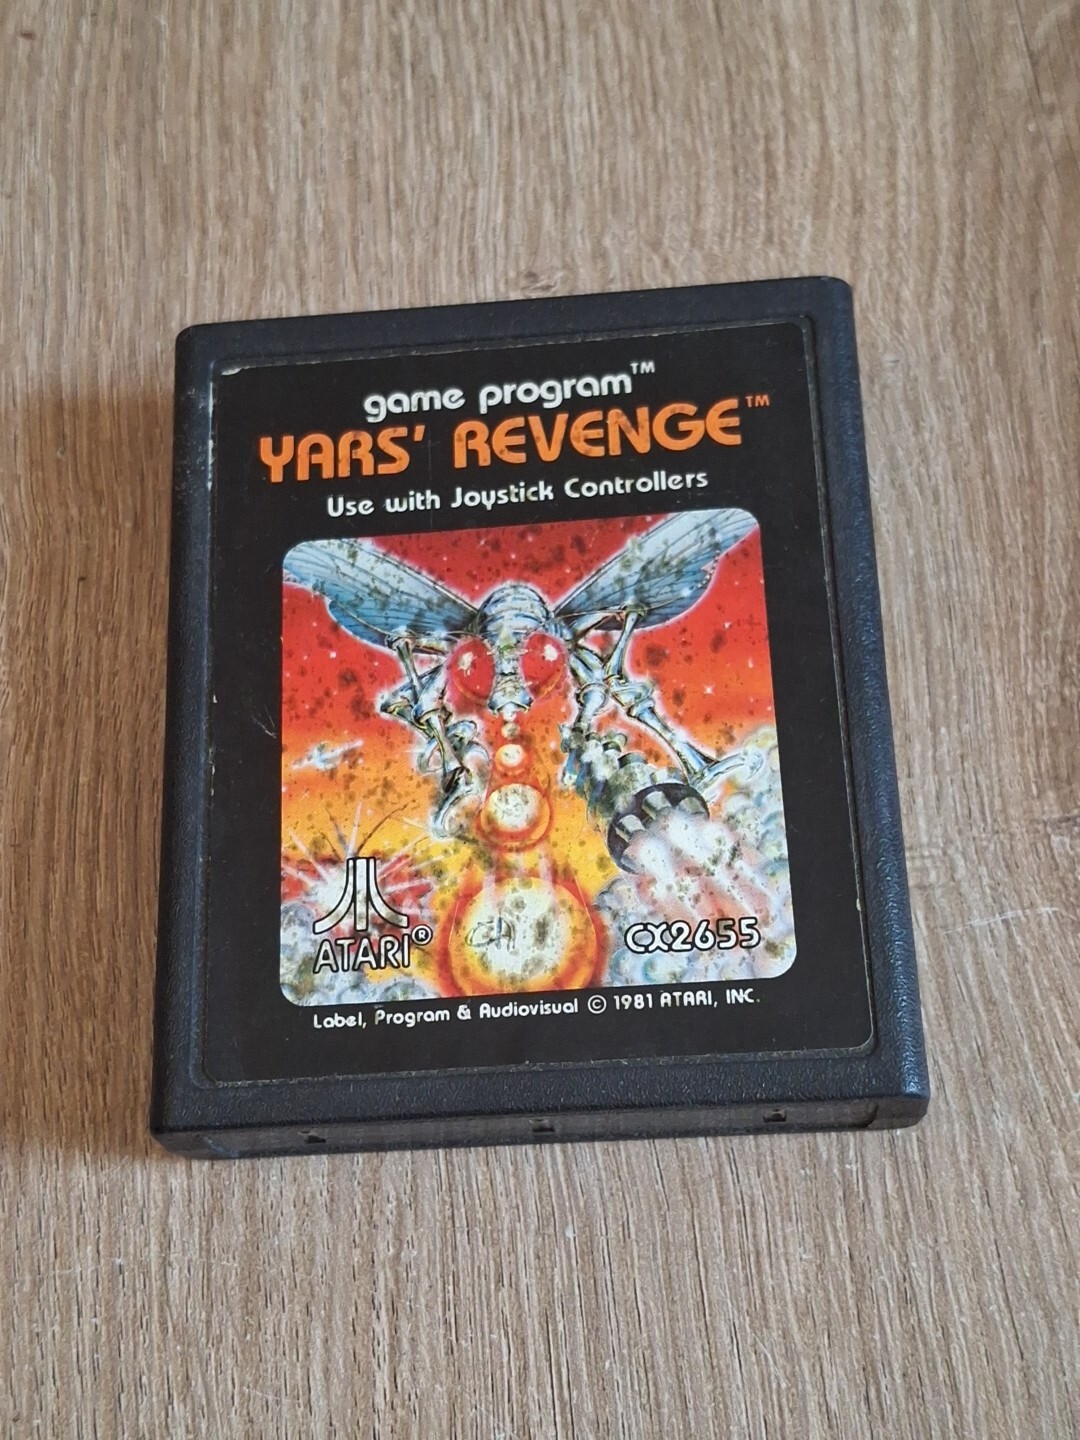 game program™
YARS' REVENGE™
Use with Joystick Controllers
ATARI®
CX2655
Label, Program & Audiovisual © 1981 ATARI, INC.